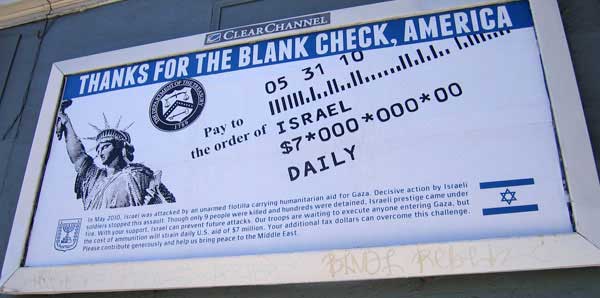 CLEARCHANNEL
THANKS FOR THE BLANK CHECK, AMERICA
05 31 10
Pay to
the order of ISRAEL
$7*000*000*00
DAILY
In May 2010, Israel was attacked by an unarmed flotilla carrying humanitarian aid for Gaza. Decisive action by Israeli
soldiers stopped this assault. Though only 9 people were killed and hundreds were detained, Israeli prestige came under
fire. With your support, Israel can prevent future attacks. Our troops are waiting to execute anyone entering Gaza, but
the cost of ammunition will strain daily U.S. aid of $7 million. Your additional tax dollars can overcome this challenge.
Please contribute generously and help us bring peace to the Middle East.